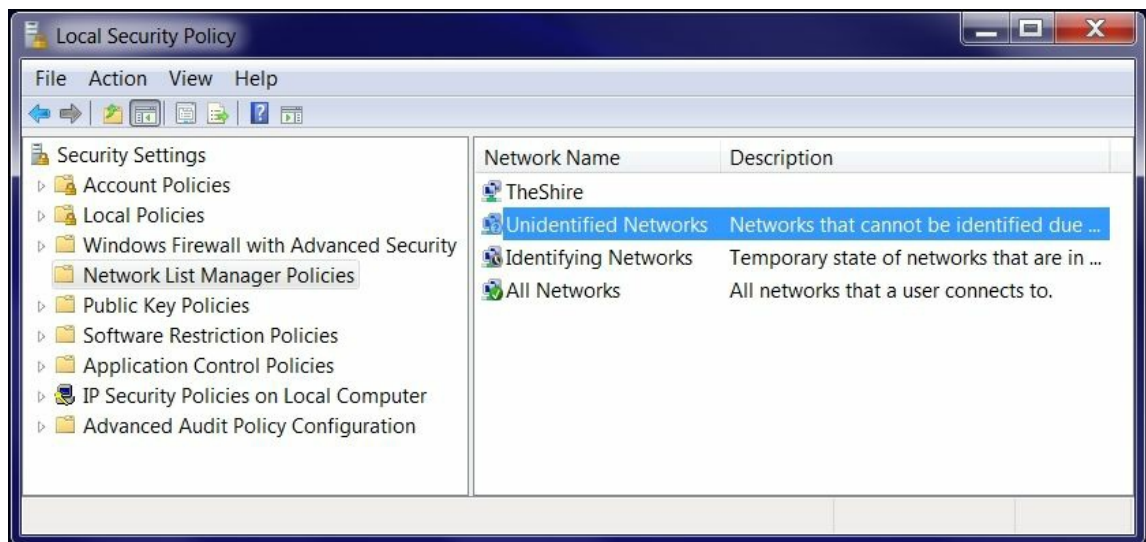 Local Security Policy
File Action View Help
Security Settings
Account Policies
Local Policies
Windows Firewall with Advanced Security
Network List Manager Policies
Public Key Policies
Software Restriction Policies
Application Control Policies
IP Security Policies on Local Computer
Advanced Audit Policy Configuration
Network Name Description
TheShire
Unidentified Networks Networks that cannot be identified due ...
Identifying Networks Temporary state of networks that are in ...
All Networks All networks that a user connects to.